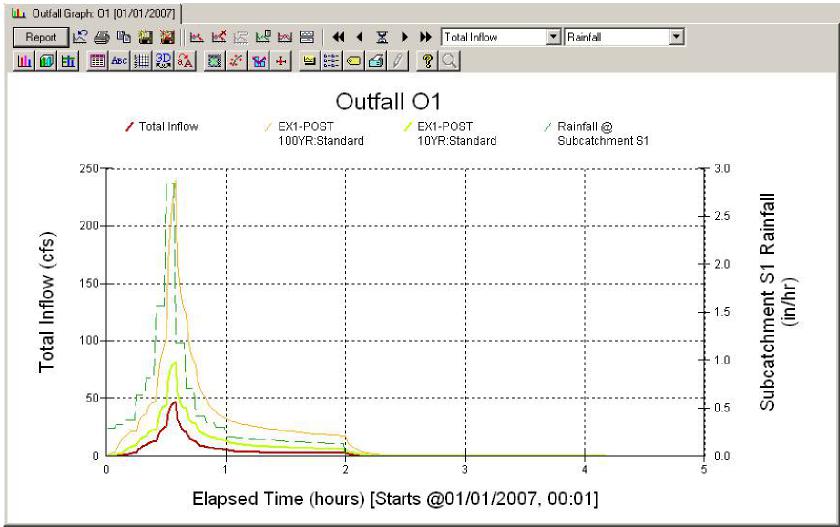 Outfall Graph: O1 [01/01/2007]
Report
Total Inflow
Rainfall
ABC
3D
A
?
Outfall O1
Total Inflow
EX1-POST
100YR:Standard
EX1-POST
10YR:Standard
Rainfall @
Subcatchment S1
250
200
150
100
50
0
Total Inflow (cfs)
3.0
2.5
2.0
1.5
1.0
0.5
0.0
Subcatchment S1 Rainfall
(in/hr)
0
1
2
3
4
5
Elapsed Time (hours) [Starts @01/01/2007, 00:01]